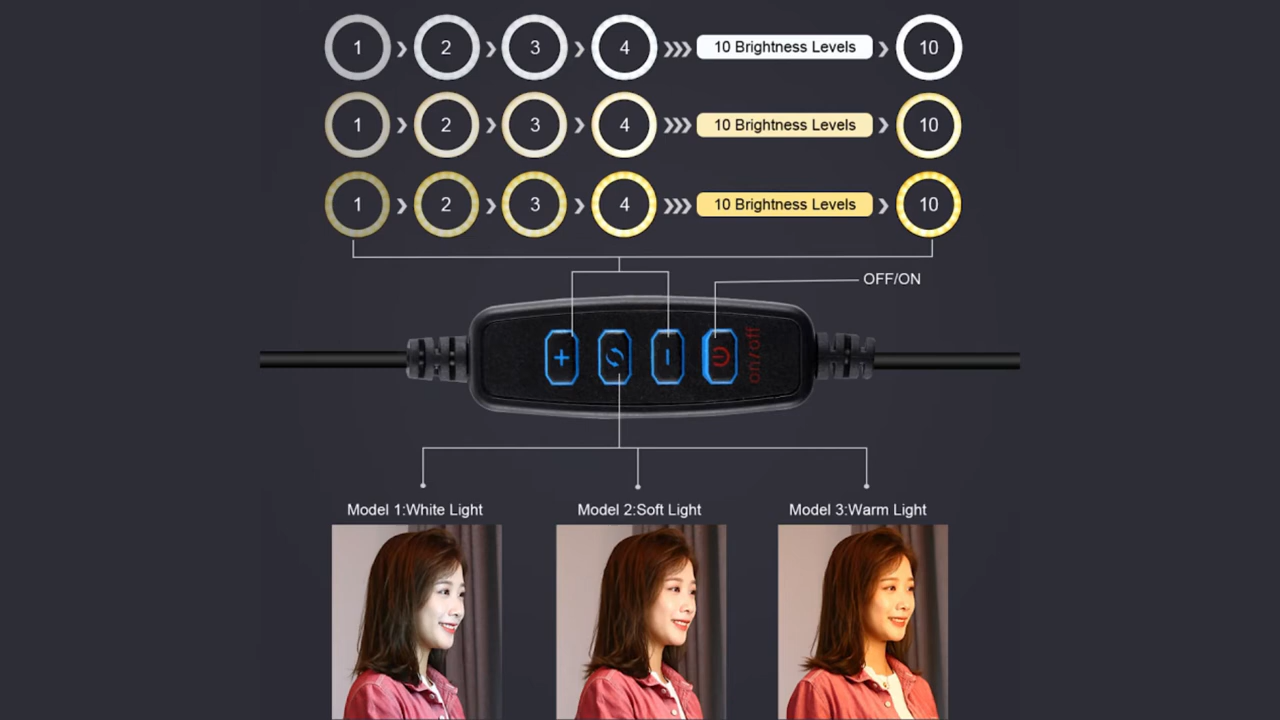 1 2 3 4 10 Brightness Levels 10
1 2 3 4 10 Brightness Levels 10
1 2 3 4 10 Brightness Levels 10
OFF/ON
+ - on/off
Model 1:White Light Model 2:Soft Light Model 3:Warm Light